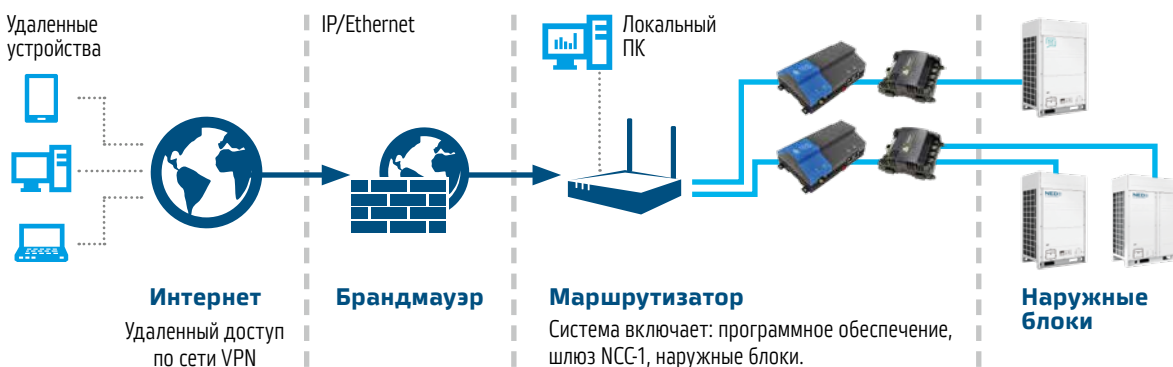 Удаленные
устройства
IP/Ethernet
Локальный
ПК
Интернет
Удаленный доступ
по сети VPN
Брандмауэр
Маршрутизатор
Система включает: программное обеспечение,
шлюз NCC-1, наружные блоки.
Наружные
блоки